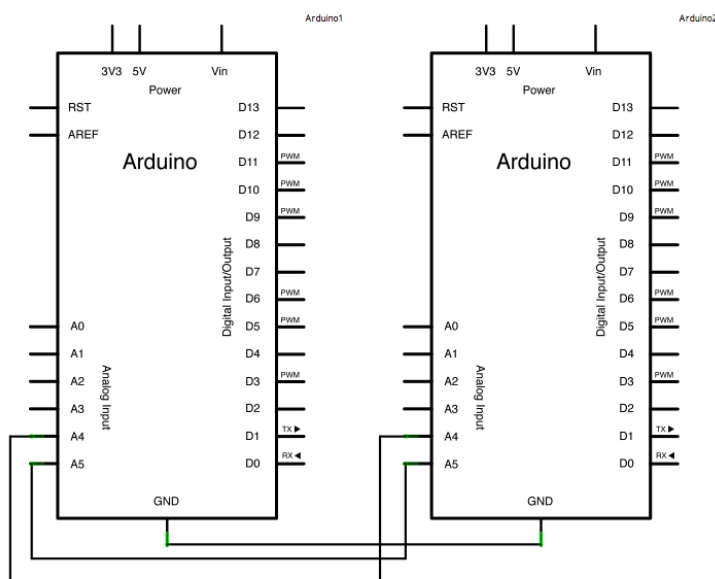 Arduino1
3V3 5V Vin
Power
RST
AREF
Arduino
D13
D12
D11 PWM
D10 PWM
D9 PWM
D8
D7
D6 PWM
D5 PWM
D4
D3 PWM
D2
D1 TX ▶
D0 RX ◀
Digital Input/Output
A0
A1
A2
A3
A4
A5
Analog Input
GND
Arduino2
3V3 5V Vin
Power
RST
AREF
Arduino
D13
D12
D11 PWM
D10 PWM
D9 PWM
D8
D7
D6 PWM
D5 PWM
D4
D3 PWM
D2
D1 TX ▶
D0 RX ◀
Digital Input/Output
A0
A1
A2
A3
A4
A5
Analog Input
GND